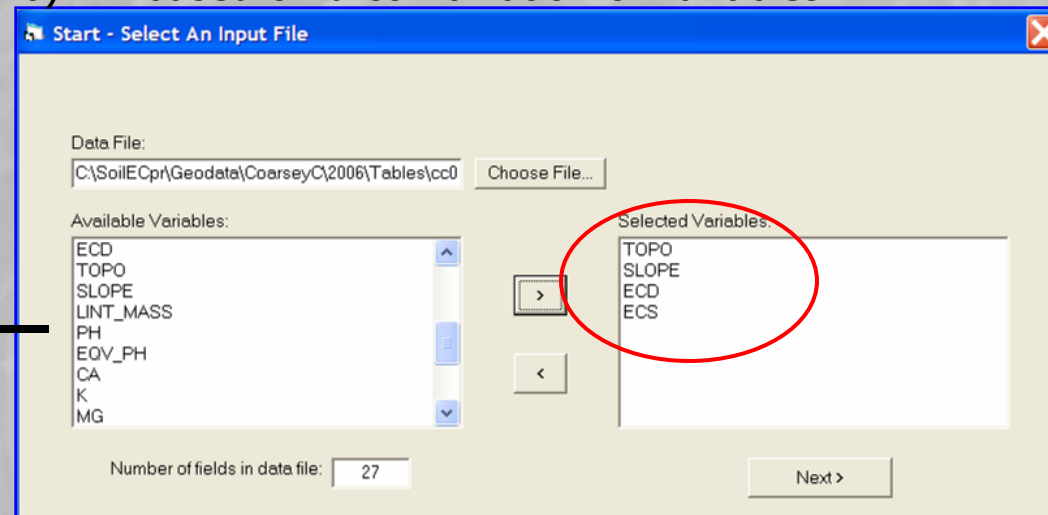 Start - Select An Input File
Data File:
C:\SoilECpr\Geodata\CoarseyC\2006\Tables\cc0
Choose File...
Available Variables:
Selected Variables:
ECD
TOPO
SLOPE
LINT_MASS
PH
EQV_PH
CA
K
MG
>
<
TOPO
SLOPE
ECD
ECS
Number of fields in data file: 27
Next >